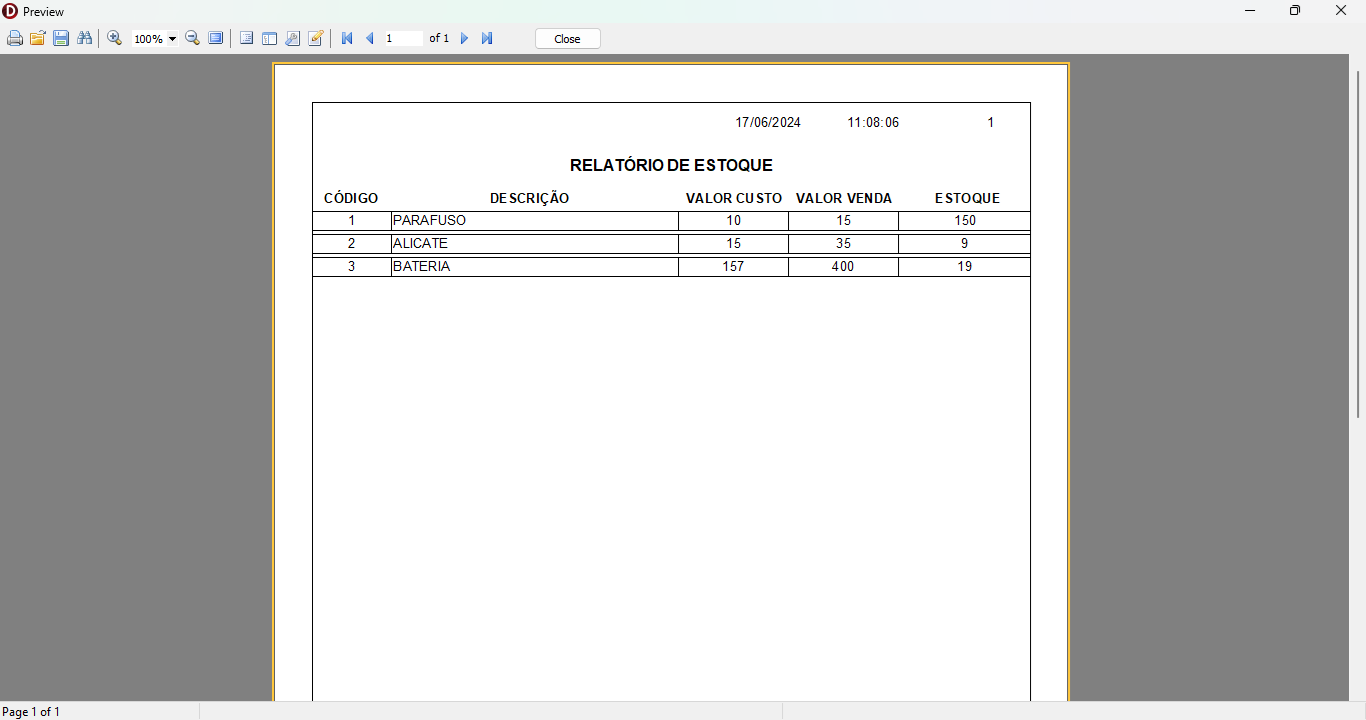 Preview
100% 1 of 1 Close
17/06/2024 11:08:06 1
RELATÓRIO DE ESTOQUE
CÓDIGO DESCRIÇÃO VALOR CUSTO VALOR VENDA ESTOQUE
1 PARAFUSO 10 15 150
2 ALICATE 15 35 9
3 BATERIA 157 400 19
Page 1 of 1